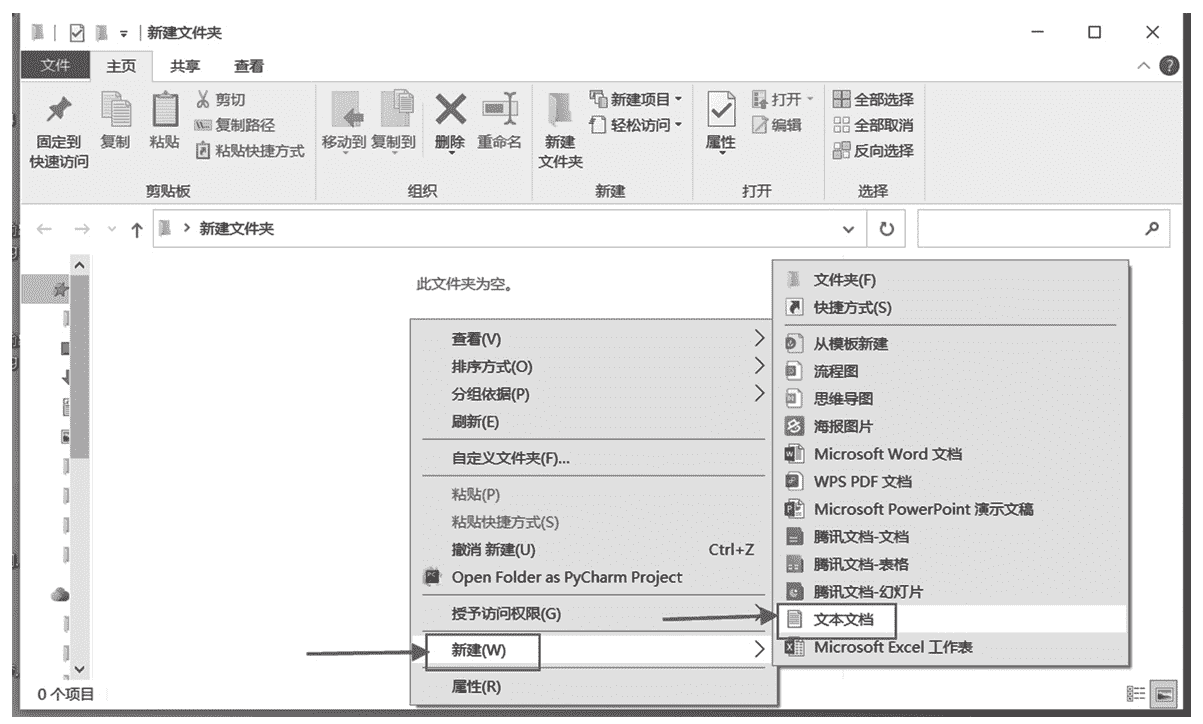 新建文件夹
文件 主页 共享 查看
固定到
快速访问
复制
粘贴
剪切
复制路径
粘贴快捷方式
剪贴板
移动到
复制到
删除
重命名
组织
新建
文件夹
新建项目
轻松访问
新建
属性
打开
编辑
打开
全部选择
全部取消
反向选择
选择
新建文件夹
此文件夹为空。
查看(V)
排序方式(O)
分组依据(P)
刷新(E)
自定义文件夹(F)...
粘贴(P)
粘贴快捷方式(S)
撤消 新建(U) Ctrl+Z
Open Folder as PyCharm Project
授予访问权限(G)
新建(W)
属性(R)
文件夹(F)
快捷方式(S)
从模板新建
流程图
思维导图
海报图片
Microsoft Word 文档
WPS PDF 文档
Microsoft PowerPoint 演示文稿
腾讯文档-文档
腾讯文档-表格
腾讯文档-幻灯片
文本文档
Microsoft Excel 工作表
0 个项目